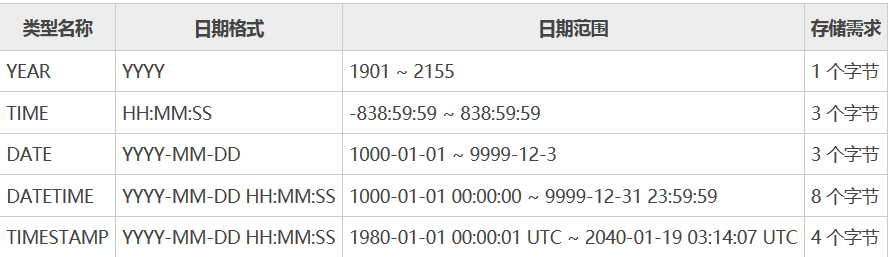 类型名称 日期格式 日期范围 存储需求
YEAR YYYY 1901 ~ 2155 1 个字节
TIME HH:MM:SS -838:59:59 ~ 838:59:59 3 个字节
DATE YYYY-MM-DD 1000-01-01 ~ 9999-12-3 3 个字节
DATETIME YYYY-MM-DD HH:MM:SS 1000-01-01 00:00:00 ~ 9999-12-31 23:59:59 8 个字节
TIMESTAMP YYYY-MM-DD HH:MM:SS 1980-01-01 00:00:01 UTC ~ 2040-01-19 03:14:07 UTC 4 个字节